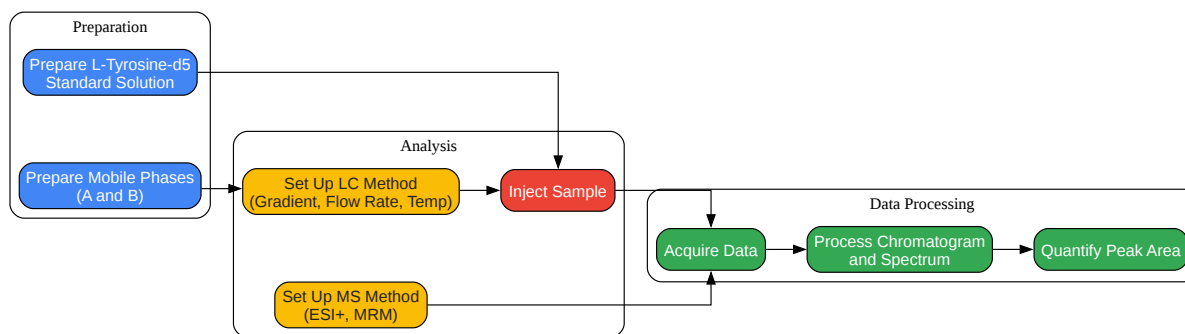 Preparation
Prepare L-Tyrosine-d5
Standard Solution
Prepare Mobile Phases
(A and B)
Analysis
Set Up LC Method
(Gradient, Flow Rate, Temp)
Inject Sample
Set Up MS Method
(ESI+, MRM)
Data Processing
Acquire Data
Process Chromatogram
and Spectrum
Quantify Peak Area